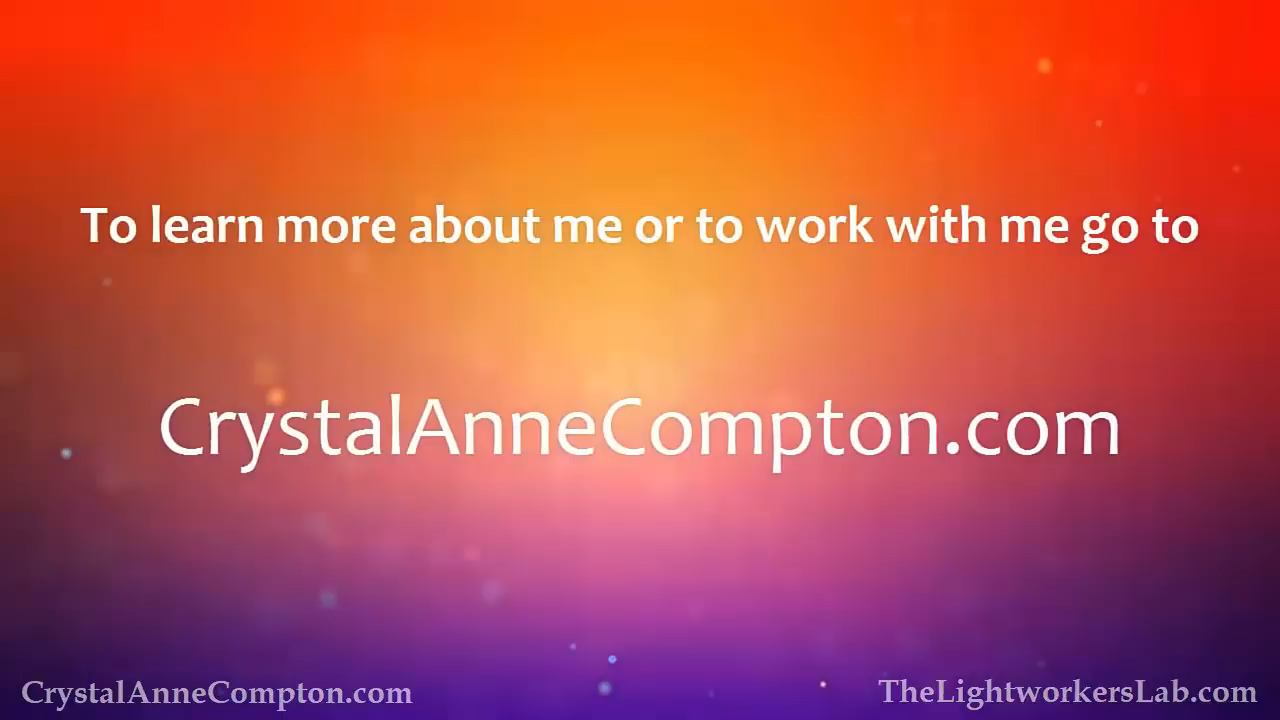 To learn more about me or to work with me go to
CrystalAnneCompton.com
CrystalAnneCompton.com
TheLightworkersLab.com